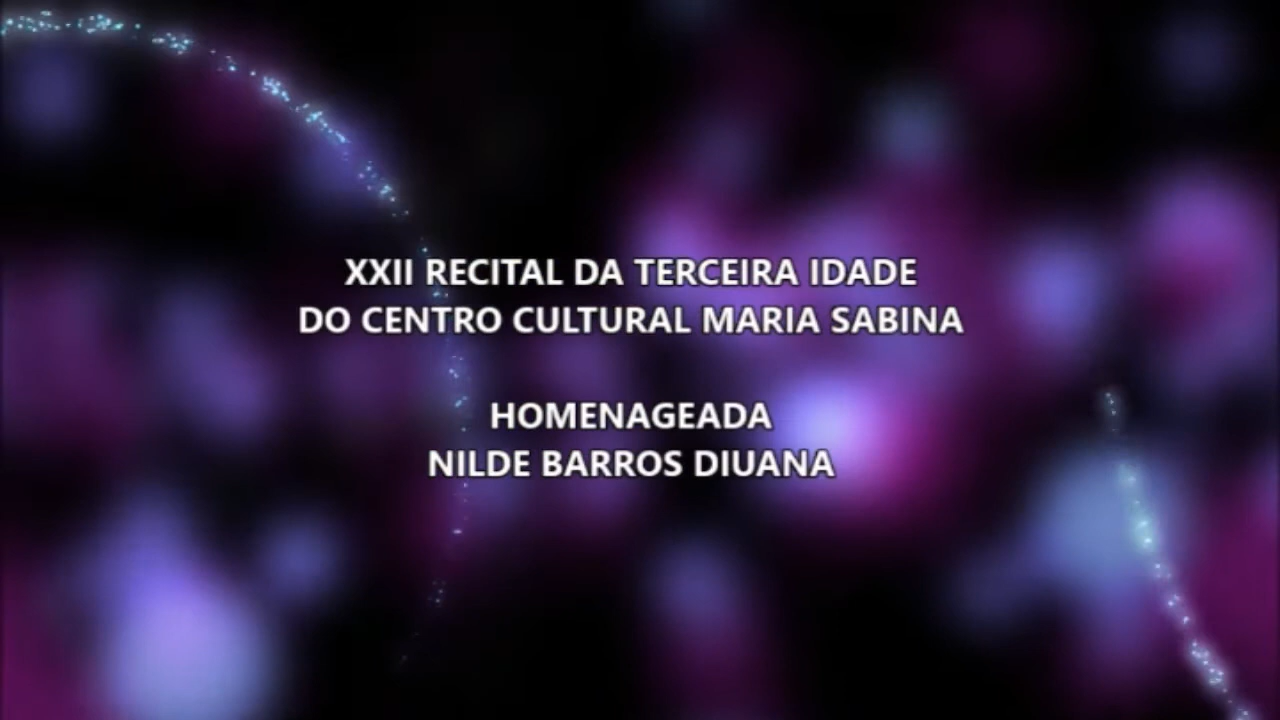 XXII RECITAL DA TERCEIRA IDADE
DO CENTRO CULTURAL MARIA SABINA
HOMENAGEADA
NILDE BARROS DIUANA